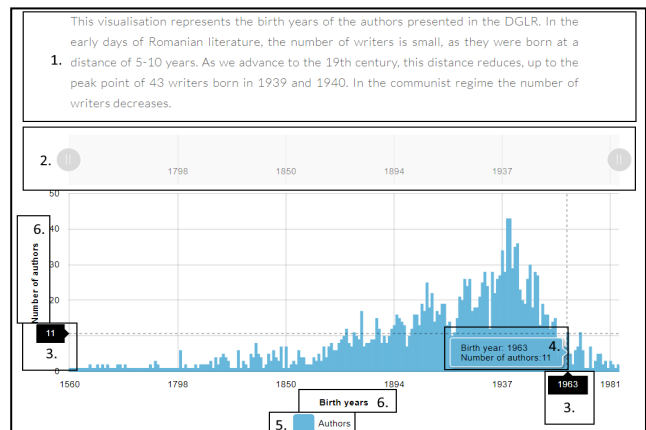 This visualisation represents the birth years of the authors presented in the DGLR. In the
early days of Romanian literature, the number of writers is small, as they were born at a
1. distance of 5-10 years. As we advance to the 19th century, this distance reduces, up to the
peak point of 43 writers born in 1939 and 1940. In the communist regime the number of
writers decreases.
2.
1798 1850 1894 1937
50
6. 40
30
20
Number of authors
11
3.
0
Birth year: 1963
Number of authors:11
4.
1560 1798 1850 1894 1937 1963 1981
3.
Birth years 6.
5. Authors